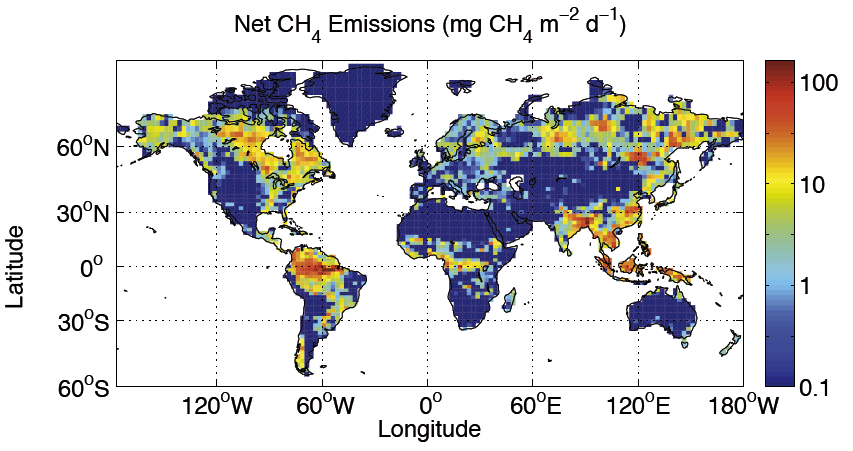 Net CH₄ Emissions (mg CH₄ m⁻² d⁻¹)
Latitude
60°N
30°N
0°
30°S
60°S
120°W 60°W 0° 60°E 120°E 180°W
Longitude
100
10
1
0.1